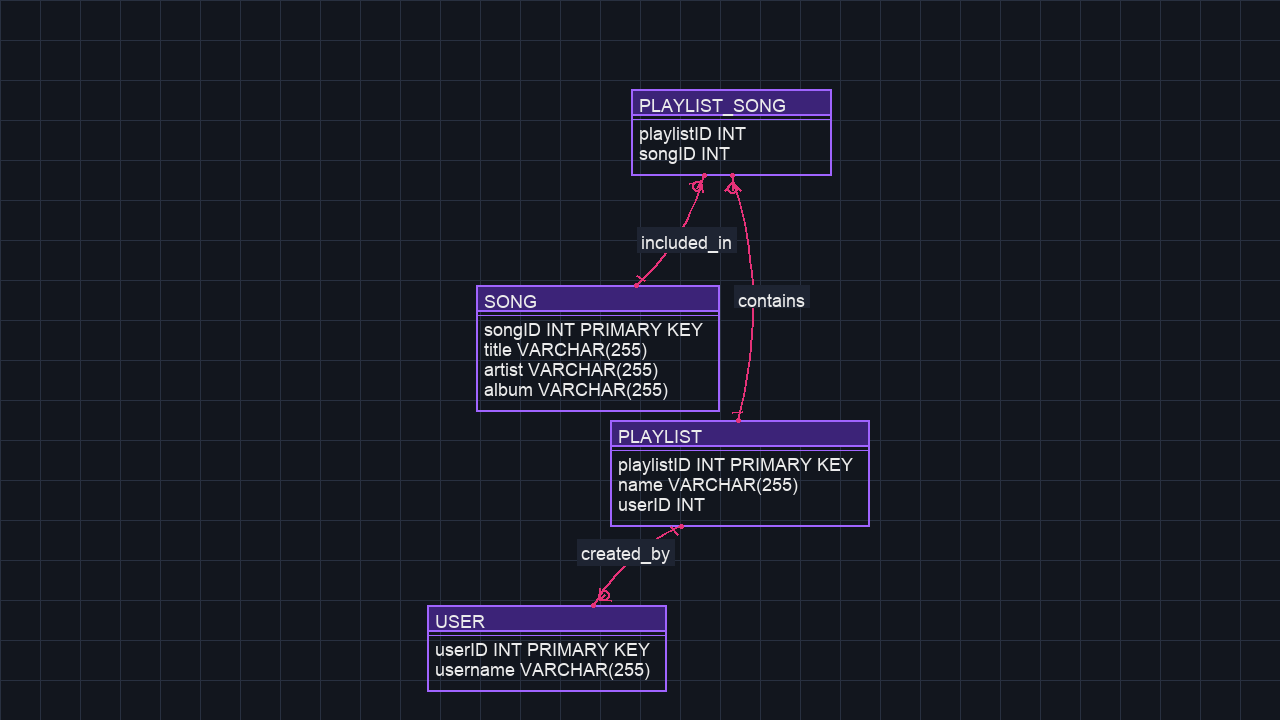 PLAYLIST_SONG
playlistID INT
songID INT
included_in
SONG
songID INT PRIMARY KEY
title VARCHAR(255)
artist VARCHAR(255)
album VARCHAR(255)
contains
PLAYLIST
playlistID INT PRIMARY KEY
name VARCHAR(255)
userID INT
created_by
USER
userID INT PRIMARY KEY
username VARCHAR(255)